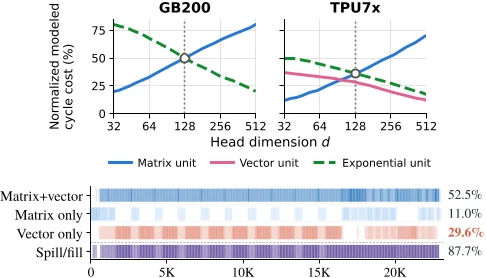 GB200
TPU7x
Normalized modeled
cycle cost (%)
75
50
25
0
32 64 128 256 512
32 64 128 256 512
Head dimension d
Matrix unit
Vector unit
Exponential unit
Matrix+vector 52.5%
Matrix only 11.0%
Vector only 29.6%
Spill/fill 87.7%
0 5K 10K 15K 20K